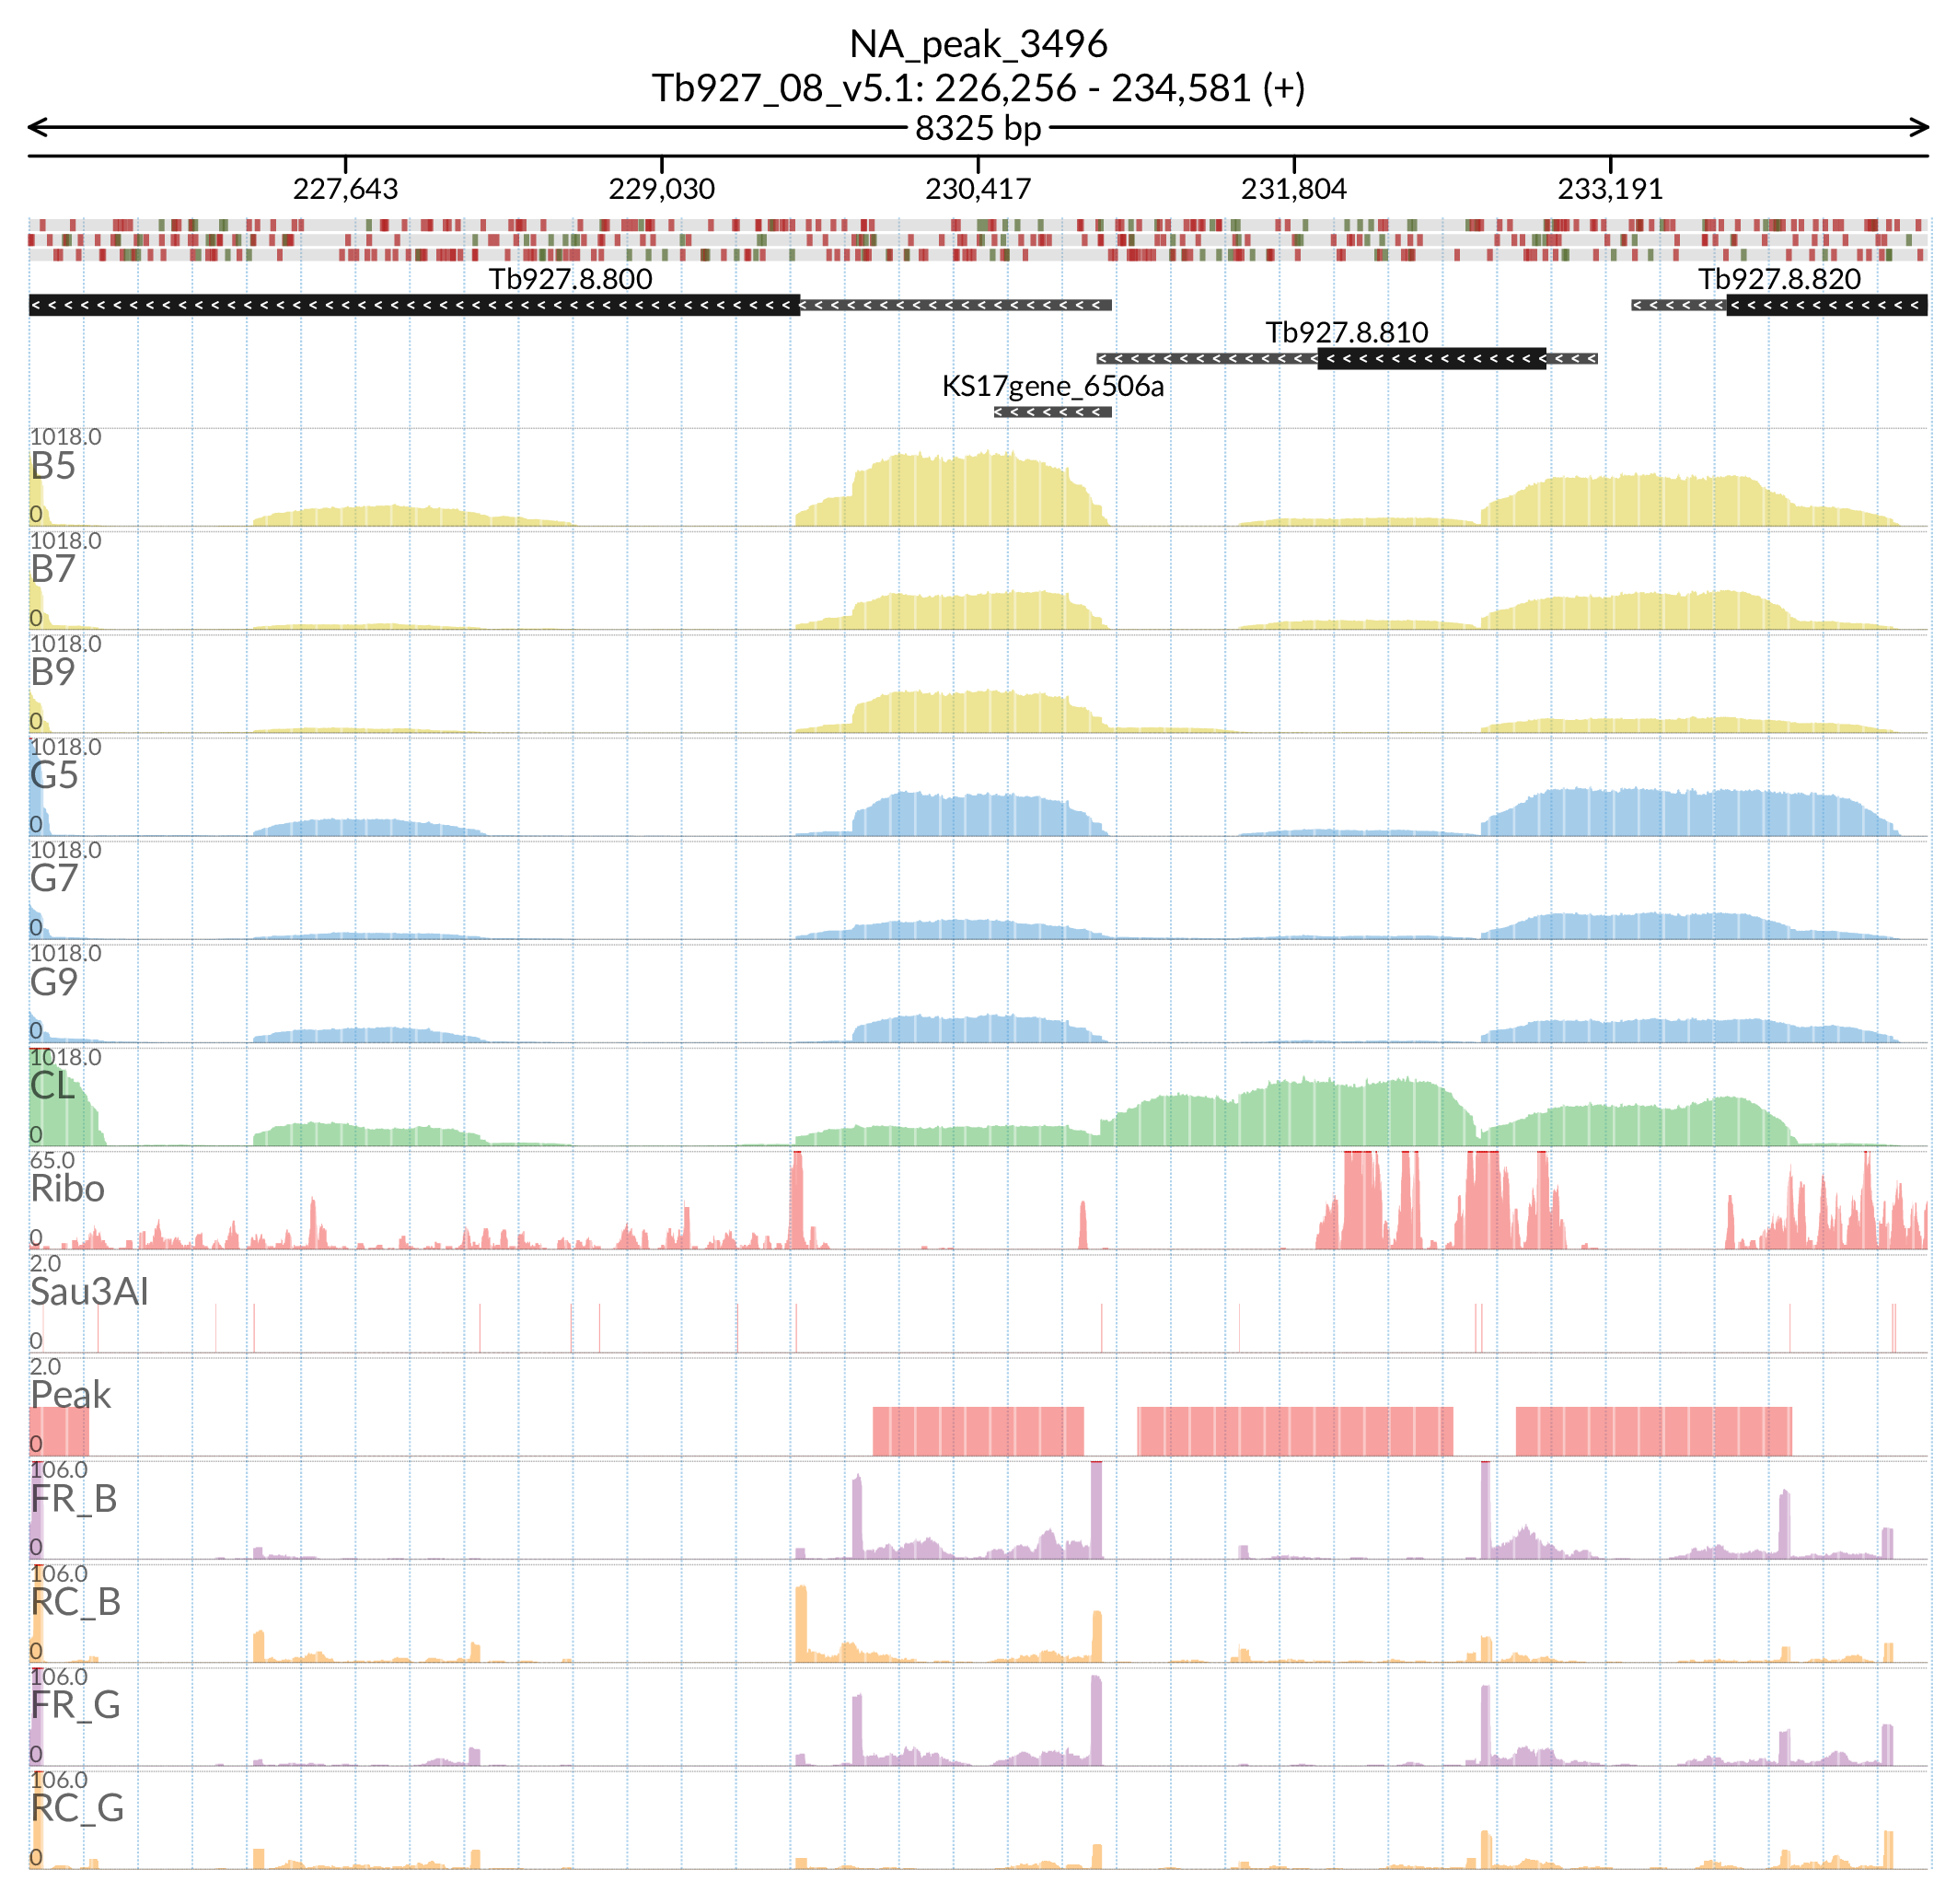 NA_peak_3496
Tb927_08_v5.1: 226,256 - 234,581 (+)
8325 bp
227,643 229,030 230,417 231,804 233,191
Tb927.8.800 Tb927.8.820
Tb927.8.810
KS17gene_6506a
1018.0
B5
0
1018.0
B7
0
1018.0
B9
0
1018.0
G5
0
1018.0
G7
0
1018.0
G9
0
1018.0
CL
0
65.0
Ribo
0
2.0
Sau3AI
0
2.0
Peak
0
106.0
FR_B
0
106.0
RC_B
0
106.0
FR_G
0
106.0
RC_G
0